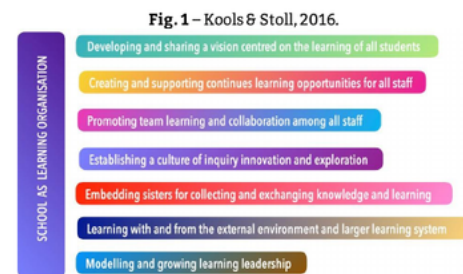 Fig. 1 – Kools & Stoll, 2016.
SCHOOL AS LEARNING ORGANISATION
Developing and sharing a vision centred on the learning of all students
Creating and supporting continues learning opportunities for all staff
Promoting team learning and collaboration among all staff
Establishing a culture of inquiry innovation and exploration
Embedding sisters for collecting and exchanging knowledge and learning
Learning with and from the external environment and larger learning system
Modelling and growing learning leadership